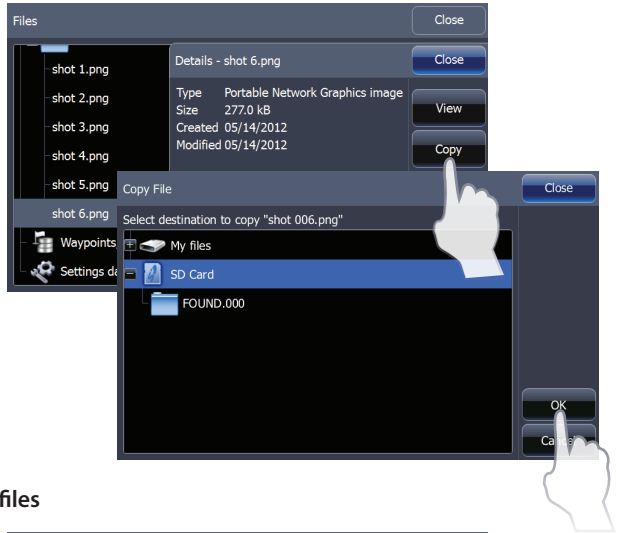 Files
Close
shot 1.png
shot 2.png
shot 3.png
shot 4.png
shot 5.png
shot 6.png
Waypoints
Settings
Details - shot 6.png
Close
Type Portable Network Graphics image
Size 277.0 kB
Created 05/14/2012
Modified 05/14/2012
View
Copy
Copy File
Close
Select destination to copy "shot 006.png"
My files
SD Card
FOUND.000
OK
files